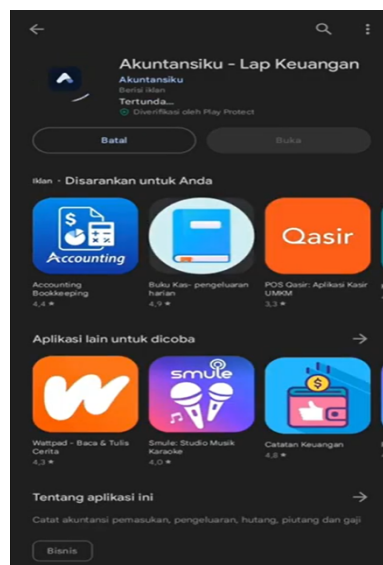 Akuntansiku - Lap Keuangan
Akuntansiku
Berisi iklan
Tertunda...
Diverifikasi oleh Play Protect
Batal
Buka
Iklan · Disarankan untuk Anda
Accounting
Qasir
Accounting
Bookkeeping
4,4 ★
Buku Kas- pengeluaran
harian
4,9 ★
POS Qasir: Aplikasi Kasir
UMKM
3,3 ★
Aplikasi lain untuk dicoba
SMULE
Wattpad - Baca & Tulis
Cerita
4,3 ★
Smule: Studio Musik
Karaoke
4,0 ★
Catatan Keuangan
4,8 ★
Tentang aplikasi ini
Catat akuntansi pemasukan, pengeluaran, hutang, piutang dan gaji
Bisnis